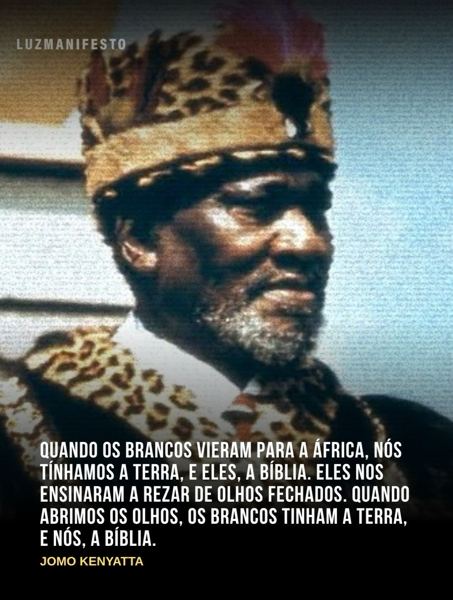 LUZMANIFESTO
QUANDO OS BRANCOS VIERAM PARA A ÁFRICA, NÓS
TÍNHAMOS A TERRA, E ELES, A BÍBLIA. ELES NOS
ENSINARAM A REZAR DE OLHOS FECHADOS. QUANDO
ABRIMOS OS OLHOS, OS BRANCOS TINHAM A TERRA,
E NÓS, A BÍBLIA.
JOMO KENYATTA